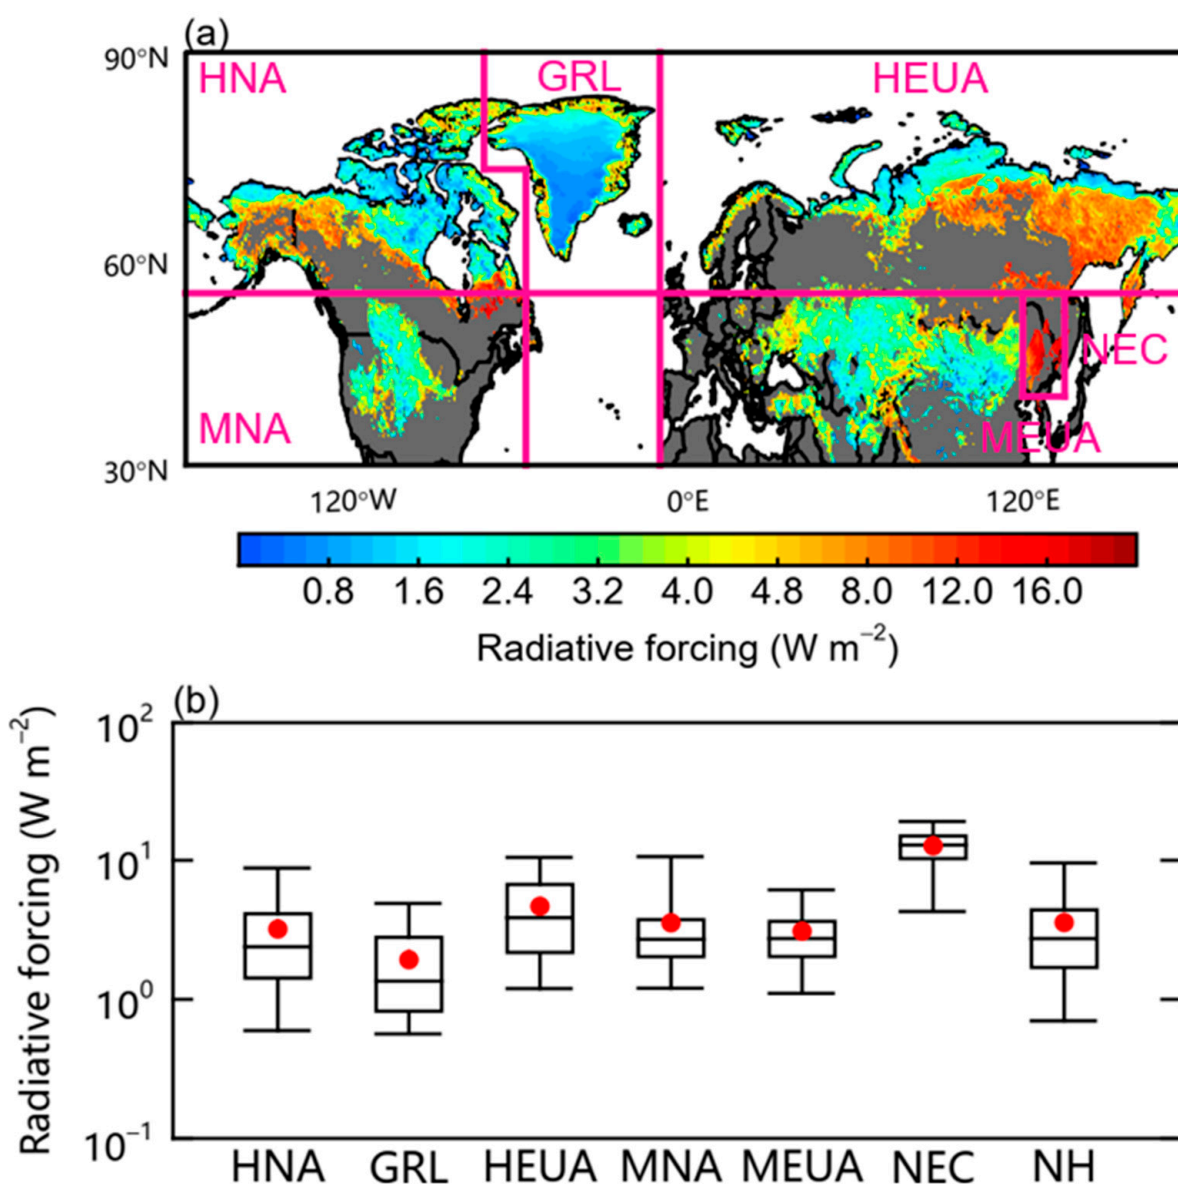 (a)
90°N
HNA GRL HEUA
60°N
NEC
MNA MEUA
30°N
120°W 0°E 120°E
0.8 1.6 2.4 3.2 4.0 4.8 8.0 12.0 16.0
Radiative forcing (W m⁻²)
(b)
Radiative forcing (W m⁻²)
10²
10¹
10⁰
10⁻¹
HNA GRL HEUA MNA MEUA NEC NH